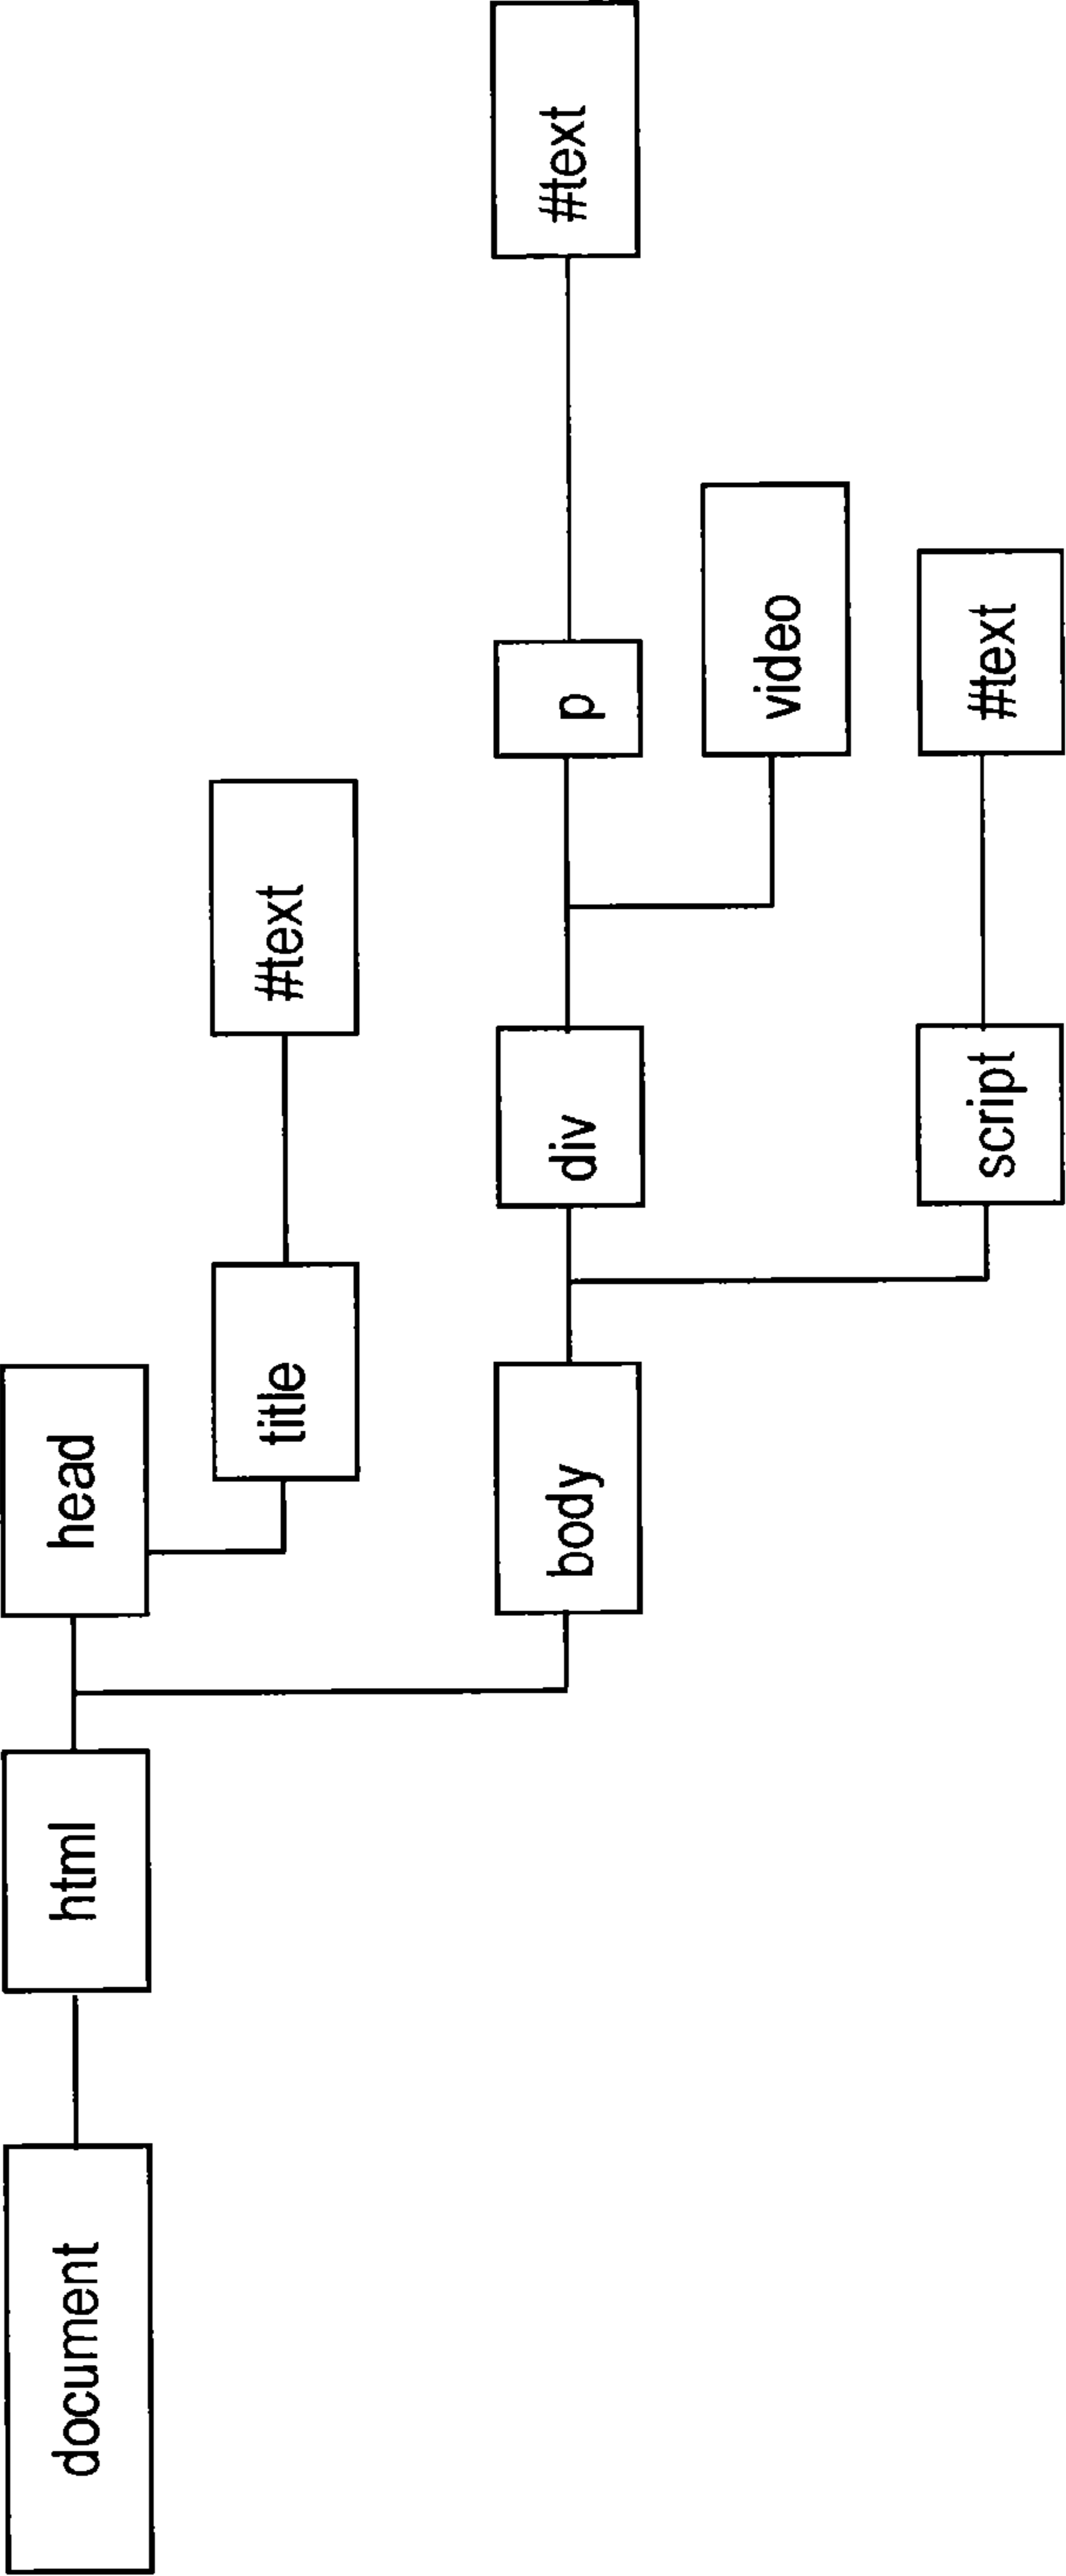 document
html
head
title
#text
body
div
p
#text
video
script
#text